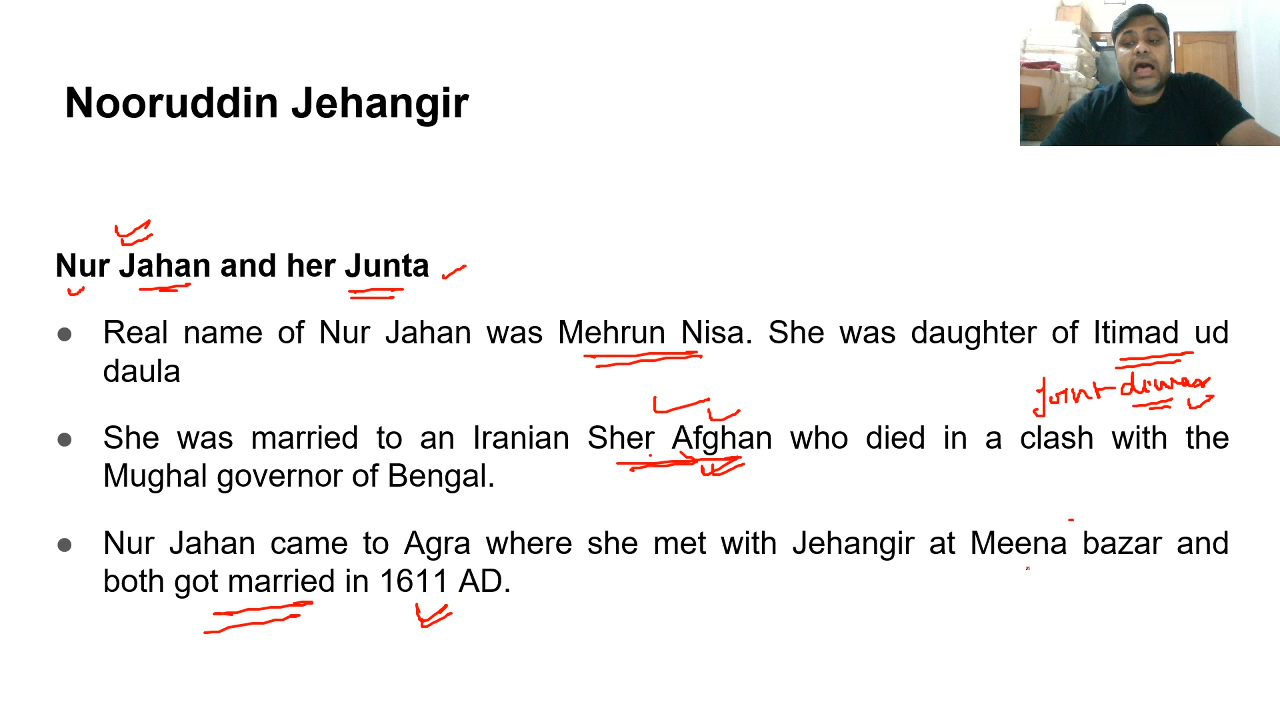 Nooruddin Jehangir
Nur Jahan and her Junta
● Real name of Nur Jahan was Mehrun Nisa. She was daughter of Itimad ud
daula
Joint diwan
● She was married to an Iranian Sher Afghan who died in a clash with the
Mughal governor of Bengal.
● Nur Jahan came to Agra where she met with Jehangir at Meena bazar and
both got married in 1611 AD.